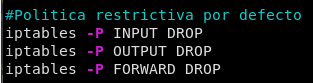 #Politica restrictiva por defecto
iptables -P INPUT DROP
iptables -P OUTPUT DROP
iptables -P FORWARD DROP